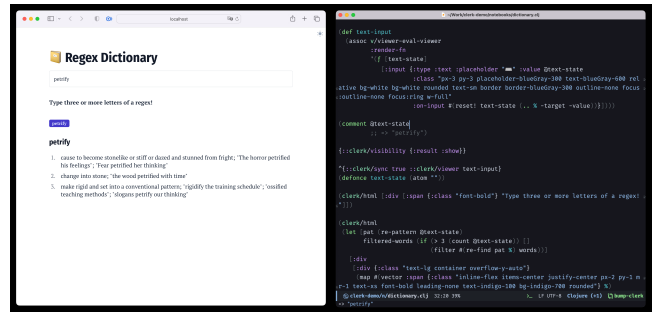 localhost
Regex Dictionary
petrify
Type three or more letters of a regex!
petrify
petrify
1. cause to become stonelike or stiff or dazed and stunned from fright; "The horror petrified
his feelings"; "Fear petrified her thinking"
2. change into stone; "the wood petrified with time"
3. make rigid and set into a conventional pattern; "rigidify the training schedule"; "ossified
teaching methods"; "slogans petrify our thinking"
~/Work/clerk-demo/notebooks/dictionary.clj
(def text-input
(assoc v/viewer-eval-viewer
:render-fn
'(f [text-state]
[:input {:type :text :placeholder "⌨️" :value @text-state
:class "px-3 py-3 placeholder-blueGray-300 text-blueGray-600 rel
ative bg-white bg-white rounded text-sm border border-blueGray-300 outline-none focus
:outline-none focus:ring w-full"
:on-input #(reset! text-state (.. % -target -value))}])))
(comment @text-state
;; => "petrify")
{::clerk/visibility {:result :show}}
^{::clerk/sync true ::clerk/viewer text-input}
(defonce text-state (atom ""))
(clerk/html [:div [:span {:class "font-bold"} "Type three or more letters of a regex!
"]])
(clerk/html
(let [pat (re-pattern @text-state)
filtered-words (if (> 3 (count @text-state)) []
(filter #(re-find pat %) words))]
[:div
[:div {:class "text-lg container overflow-y-auto"}
(map #(vector :span {:class "inline-flex items-center justify-center px-2 py-1 m
r-1 text-xs font-bold leading-none text-indigo-100 bg-indigo-700 rounded"} %)
clerk-demo/n/dictionary.clj 32:20 39% LF UTF-8 Clojure (+1) bump-clerk
=> "petrify"